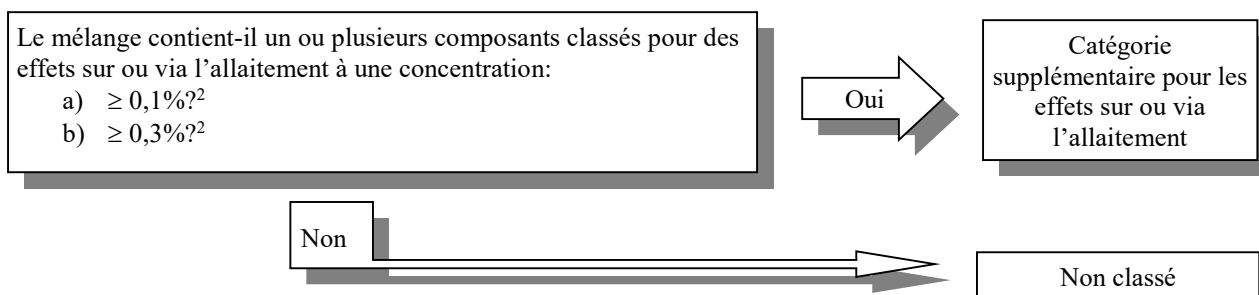 Le mélange contient-il un ou plusieurs composants classés pour des
effets sur ou via l’allaitement à une concentration:
a) ≥ 0,1%?²
b) ≥ 0,3%?²
Oui
Catégorie
supplémentaire pour les
effets sur ou via
l’allaitement
Non
Non classé